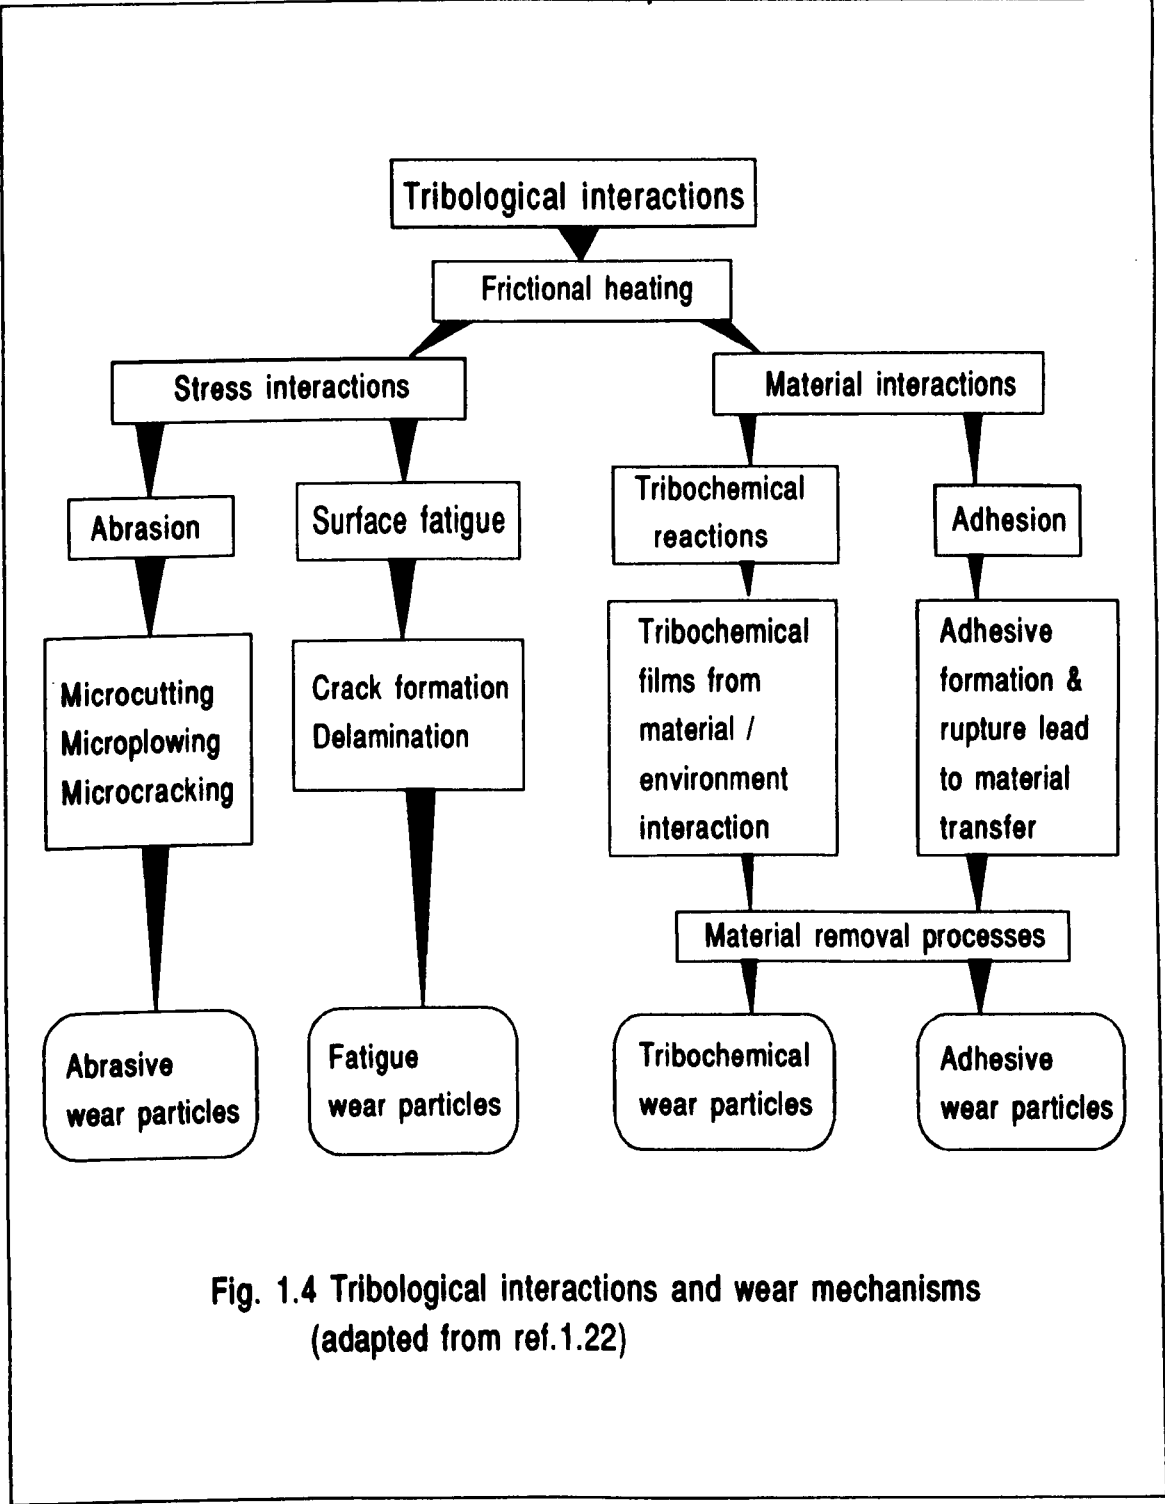 Tribological interactions
Frictional heating
Stress interactions
Material interactions
Abrasion
Surface fatigue
Tribochemical
reactions
Adhesion
Microcutting
Microplowing
Microcracking
Crack formation
Delamination
Tribochemical
films from
material /
environment
interaction
Adhesive
formation &
rupture lead
to material
transfer
Material removal processes
Abrasive
wear particles
Fatigue
wear particles
Tribochemical
wear particles
Adhesive
wear particles
Fig. 1.4 Tribological interactions and wear mechanisms
(adapted from ref.1.22)